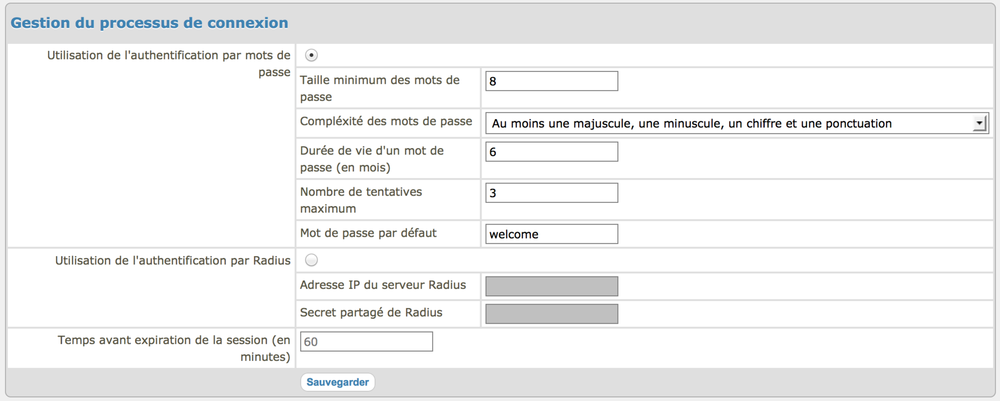 Gestion du processus de connexion
Utilisation de l'authentification par mots de
passe
Taille minimum des mots de
passe
8
Compléxité des mots de passe
Au moins une majuscule, une minuscule, un chiffre et une ponctuation
Durée de vie d'un mot de
passe (en mois)
6
Nombre de tentatives
maximum
3
Mot de passe par défaut
welcome
Utilisation de l'authentification par Radius
Adresse IP du serveur Radius
Secret partagé de Radius
Temps avant expiration de la session (en
minutes)
60
Sauvegarder